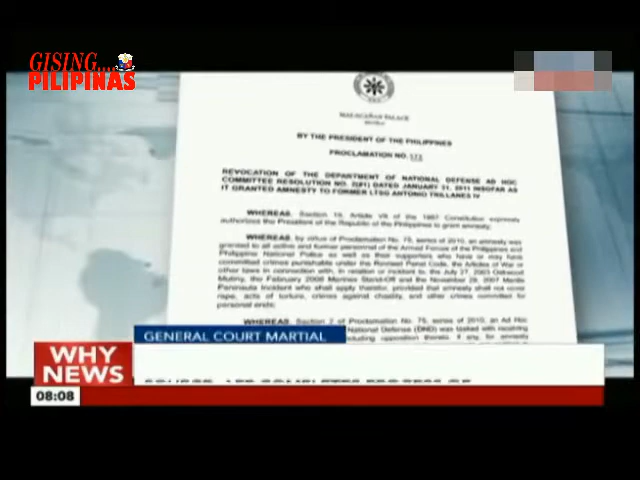 GISING....
PILIPINAS
MALACAÑAN PALACE
BY THE PRESIDENT OF THE PHILIPPINES
PROCLAMATION NO. 572
REVOCATION OF THE DEPARTMENT OF NATIONAL DEFENSE AD HOC
COMMITTEE RESOLUTION NO. 2(#1) DATED JANUARY 31, 2011 INSOFAR AS
IT GRANTED AMNESTY TO FORMER LTSG ANTONIO TRILLANES IV
WHEREAS, Section 19, Article VII of the 1987 Constitution expressly
authorizes the President of the Republic of the Philippines to grant amnesty;
WHEREAS, by virtue of Proclamation No. 75, series of 2010, an amnesty was
granted to all active and former personnel of the Armed Forces of the Philippines and
Philippine National Police as well as their supporters who have or may have
committed crimes punishable under the Revised Penal Code, the Articles of War or
other laws in connection with, in relation or incident to, the July 27, 2003 Oakwood
Mutiny, the February 2006 Marines Stand-Off and the November 29, 2007 Manila
Peninsula Incident who shall apply therefor, provided that amnesty shall not cover
rape, acts of torture, crimes against chastity, and other crimes committed for
personal ends;
WHEREAS, Section 2 of Proclamation No. 75, series of 2010, an Ad Hoc
National Defense (DND) was tasked with receiving
including opposition thereto, if any, for amnesty
GENERAL COURT MARTIAL
WHY
NEWS
08:08